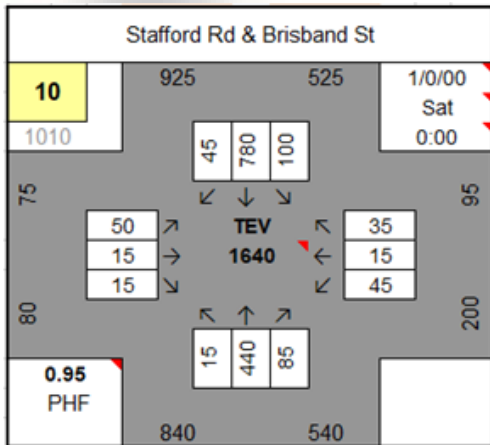 Stafford Rd & Brisband St
10
1010
925 525
1/0/00
Sat
0:00
45 780 100
75 95
50 ↗ ↙ ↓ ↘ ↖ 35
15 → TEV ← 15
15 ↘ 1640 ↙ 45
80 200
↖ ↑ ↗
15 440 85
0.95
PHF
840 540